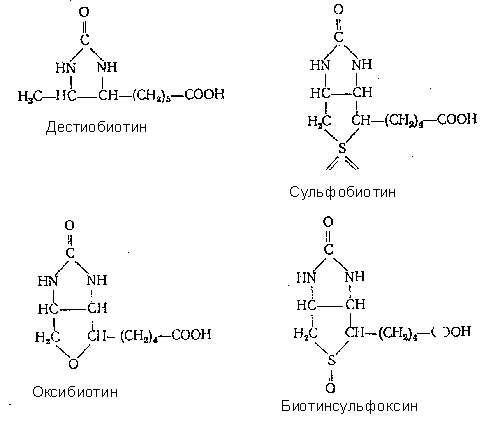 O
C
HN NH
H₃C—HC—CH—(CH₂)₅—COOH
Дестиобиотин
O
C
HN NH
HC—CH
H₂C CH—(CH₂)₄—COOH
S
Сульфобиотин
O
C
HN NH
HC—CH
H₂C CH—(CH₂)₄—COOH
O
Оксибиотин
O
C
HN NH
HC—CH
H₂C CH—(CH₂)₄—COOH
S
O
Биотинсульфоксин